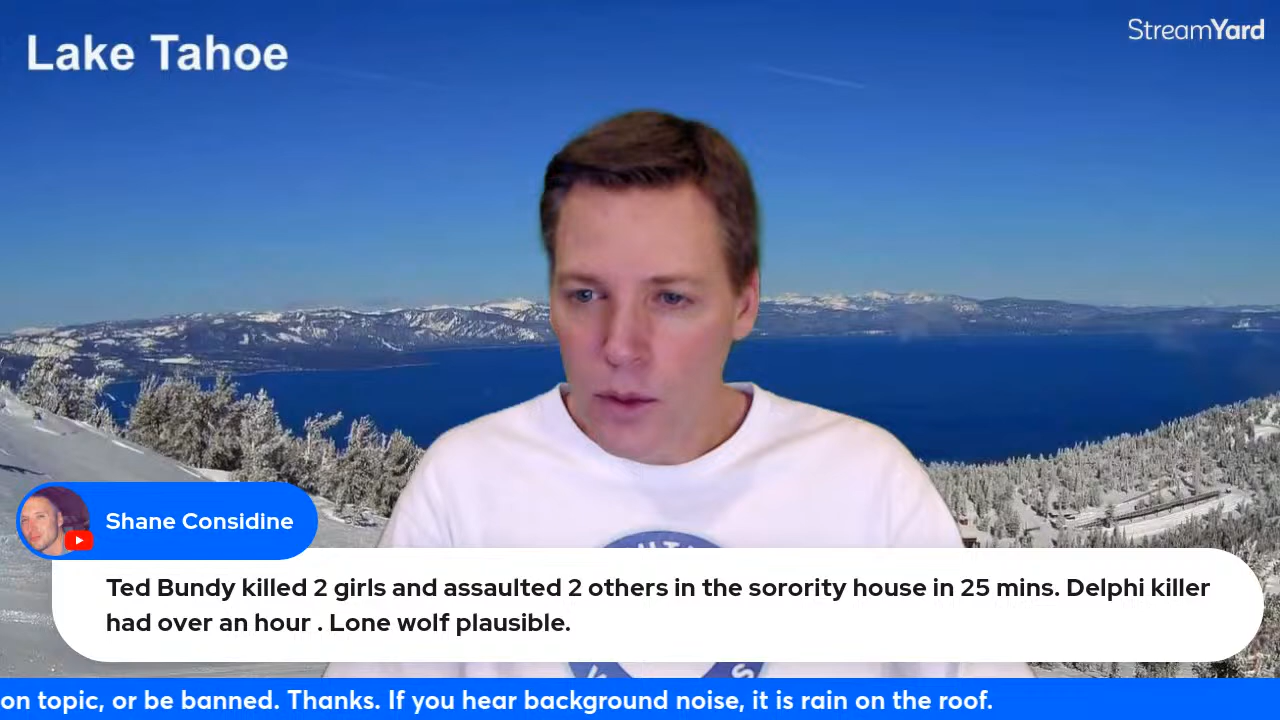 Lake Tahoe
StreamYard
Shane Considine
Ted Bundy killed 2 girls and assaulted 2 others in the sorority house in 25 mins. Delphi killer
had over an hour . Lone wolf plausible.
on topic, or be banned. Thanks. If you hear background noise, it is rain on the roof.